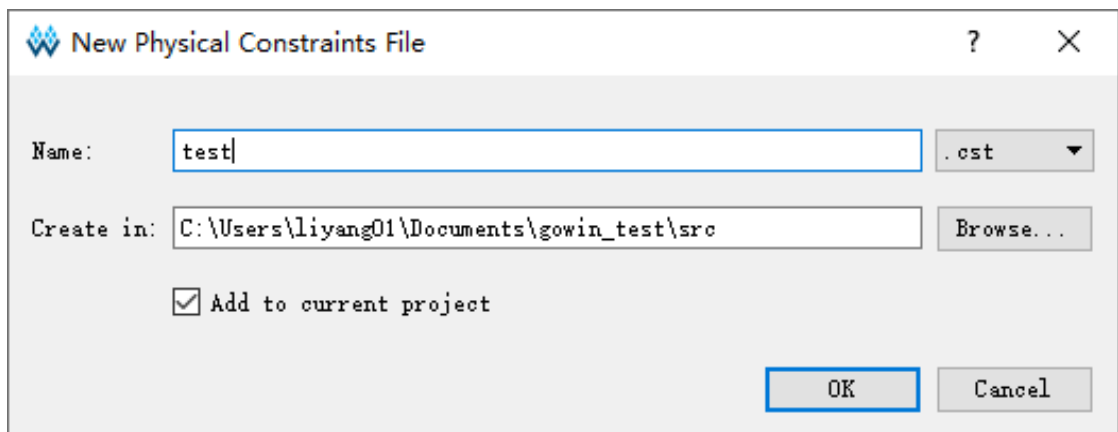 New Physical Constraints File ?
Name: test .cst
Create in: C:\Users\liyang01\Documents\gowin_test\src Browse...
Add to current project
OK Cancel